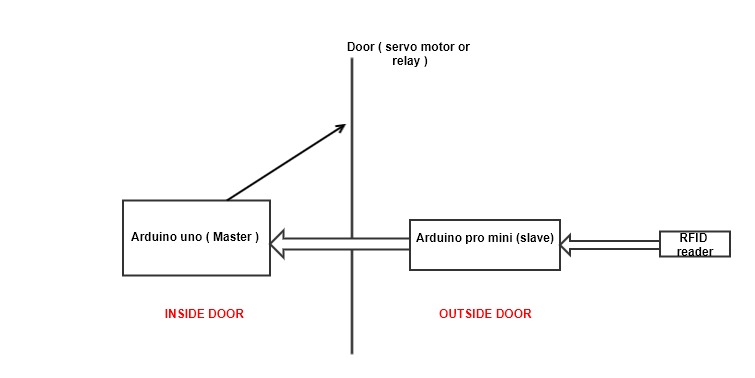 Door ( servo motor or
relay )
Arduino uno ( Master )
Arduino pro mini (slave)
RFID
reader
INSIDE DOOR
OUTSIDE DOOR